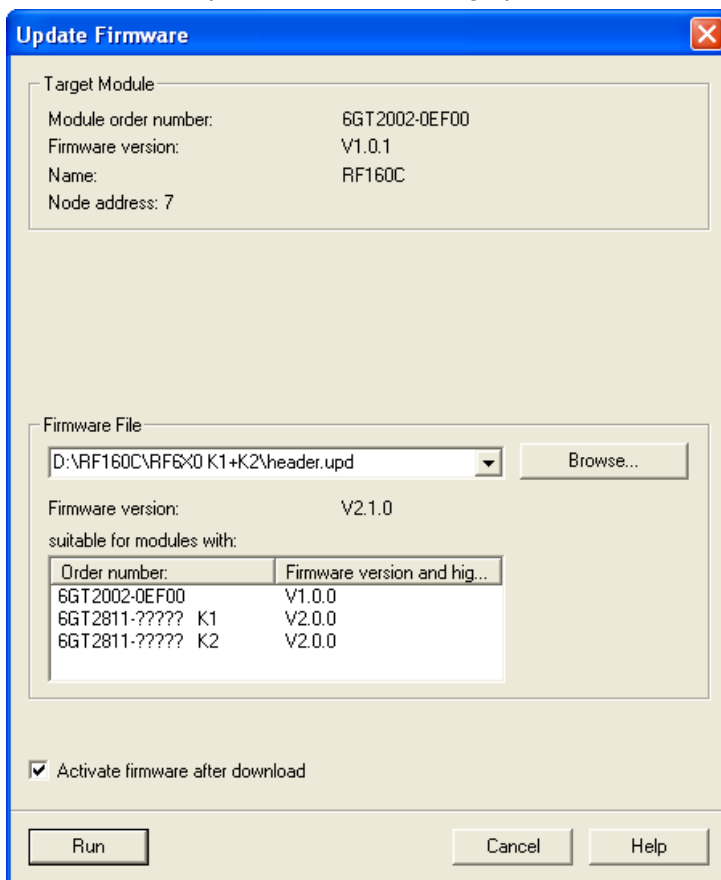 Update Firmware
Target Module
Module order number: 6GT2002-0EF00
Firmware version: V1.0.1
Name: RF160C
Node address: 7
Firmware File
D:\RF160C\RF6X0 K1+K2\header.upd Browse...
Firmware version: V2.1.0
suitable for modules with:
Order number: Firmware version and hig...
6GT2002-0EF00 V1.0.0
6GT2811-????? K1 V2.0.0
6GT2811-????? K2 V2.0.0
Activate firmware after download
Run Cancel Help